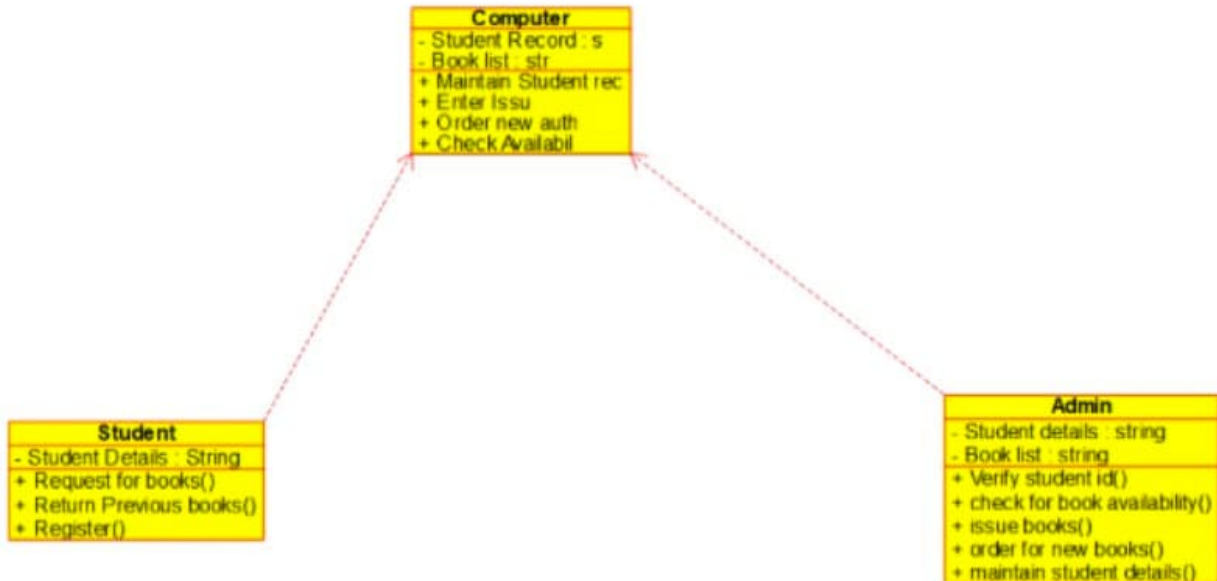 Computer
- Student Record : s
- Book list : str
+ Maintain Student rec
+ Enter Issu
+ Order new auth
+ Check Availabil
Student
- Student Details : String
+ Request for books()
+ Return Previous books()
+ Register()
Admin
- Student details : string
- Book list : string
+ Verify student id()
+ check for book availability()
+ issue books()
+ order for new books()
+ maintain student details()